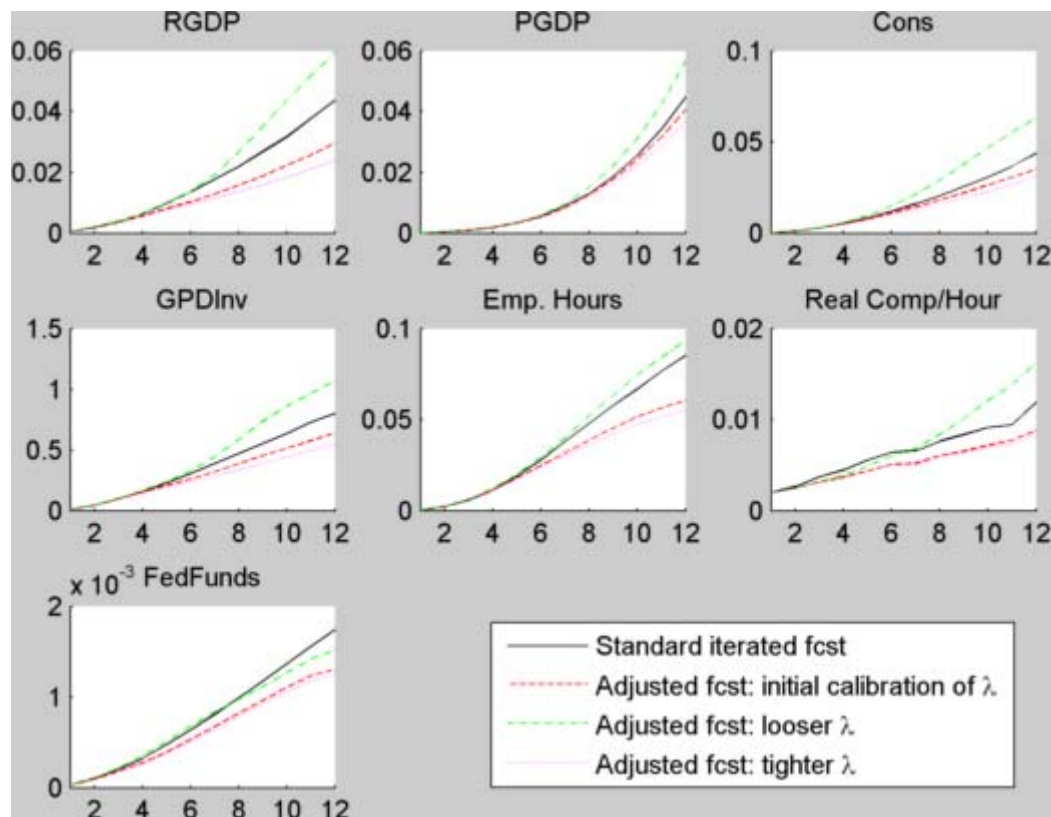 RGDP PGDP Cons
0.06 0.06 0.1
0.04 0.04
0.05
0.02 0.02
0 0 0
2 4 6 8 10 12 2 4 6 8 10 12 2 4 6 8 10 12
GPDInv Emp. Hours Real Comp/Hour
1.5 0.1 0.02
1
0.05 0.01
0.5
0 0 0
2 4 6 8 10 12 2 4 6 8 10 12 2 4 6 8 10 12
x 10-3 FedFunds
2
1
0
2 4 6 8 10 12
Standard iterated fcst
Adjusted fcst: initial calibration of λ
Adjusted fcst: looser λ
Adjusted fcst: tighter λ